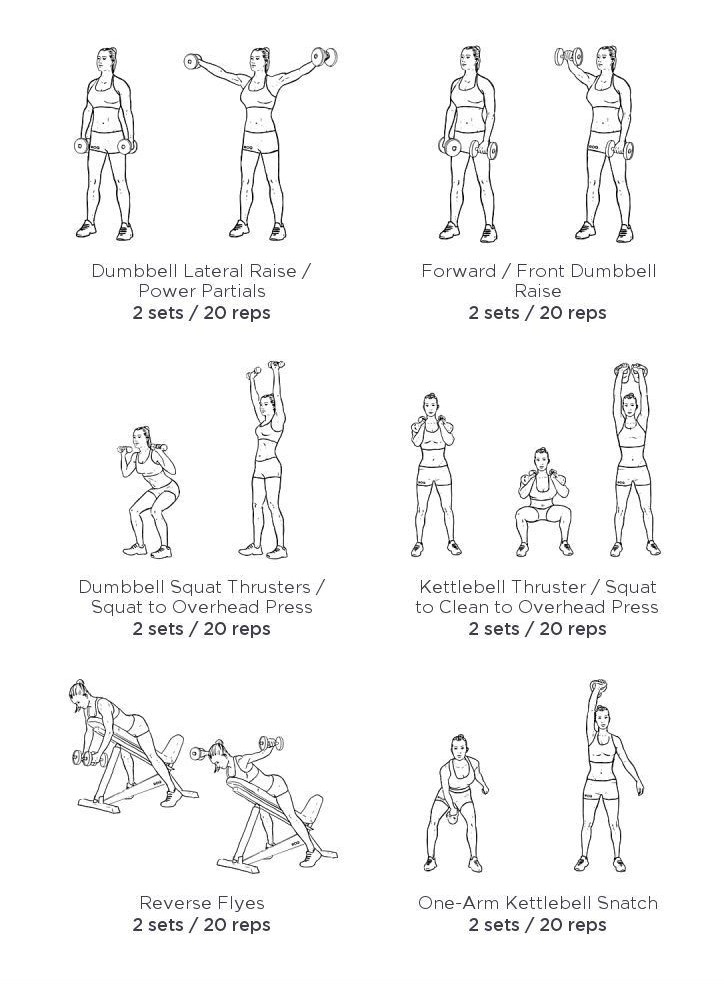 Dumbbell Lateral Raise /
Power Partials
2 sets / 20 reps
Forward / Front Dumbbell
Raise
2 sets / 20 reps
Dumbbell Squat Thrusters /
Squat to Overhead Press
2 sets / 20 reps
Kettlebell Thruster / Squat
to Clean to Overhead Press
2 sets / 20 reps
Reverse Flyes
2 sets / 20 reps
One-Arm Kettlebell Snatch
2 sets / 20 reps